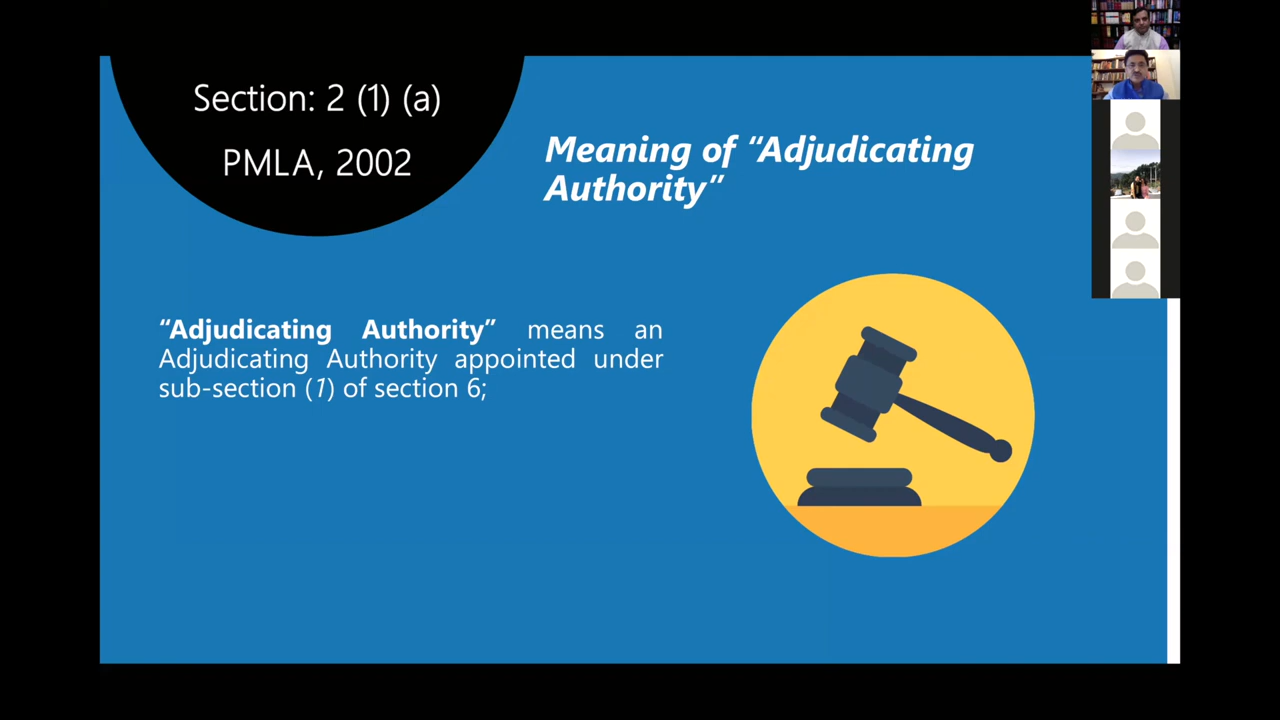 Section: 2 (1) (a)
PMLA, 2002
Meaning of “Adjudicating
Authority”
“Adjudicating Authority” means an
Adjudicating Authority appointed under
sub-section (1) of section 6;